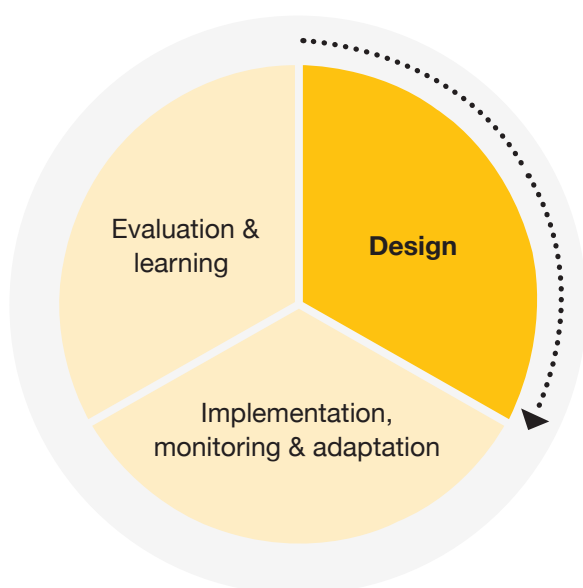 Evaluation &
learning
Design
Implementation,
monitoring & adaptation